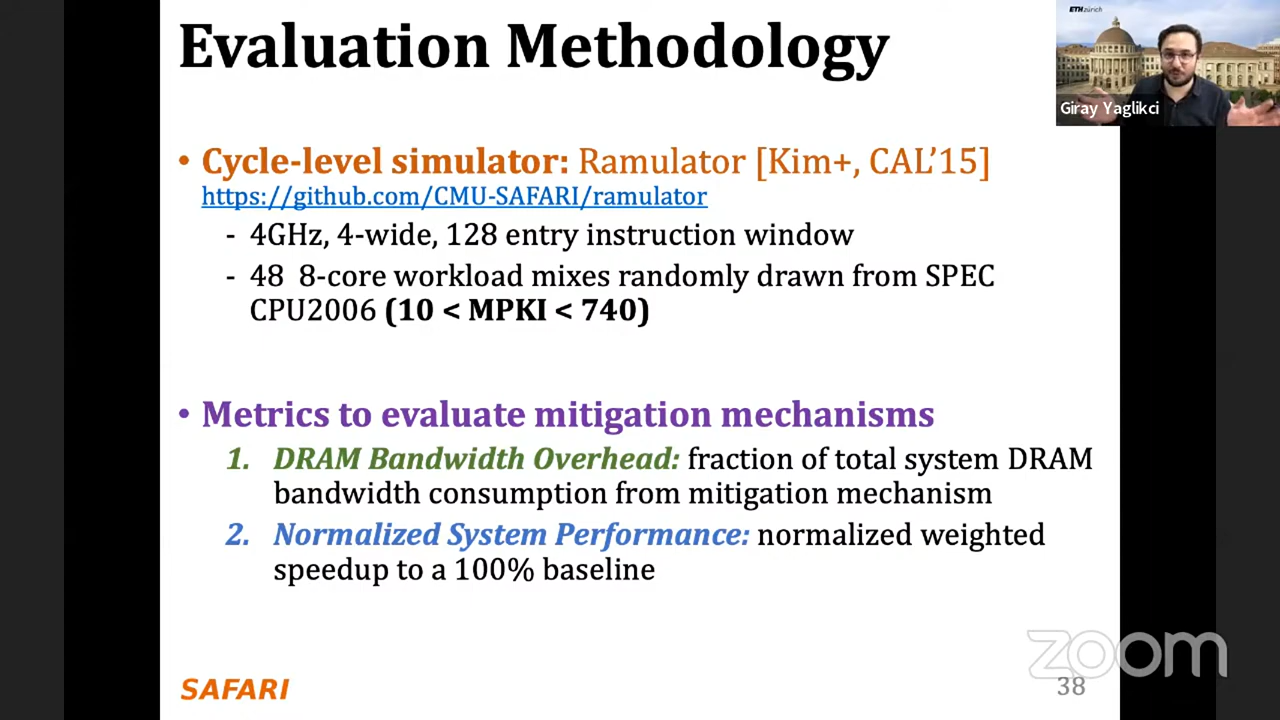 Evaluation Methodology
ETH zürich
Giray Yaglikci
• Cycle-level simulator: Ramulator [Kim+, CAL’15]
https://github.com/CMU-SAFARI/ramulator
- 4GHz, 4-wide, 128 entry instruction window
- 48 8-core workload mixes randomly drawn from SPEC
CPU2006 (10 < MPKI < 740)
• Metrics to evaluate mitigation mechanisms
1. DRAM Bandwidth Overhead: fraction of total system DRAM
bandwidth consumption from mitigation mechanism
2. Normalized System Performance: normalized weighted
speedup to a 100% baseline
zoom
SAFARI
38